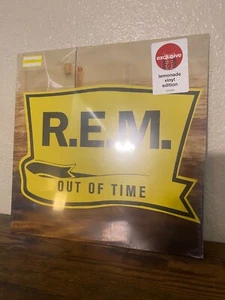 exclusive
lemonade
vinyl
edition
R.E.M.
OUT OF TIME